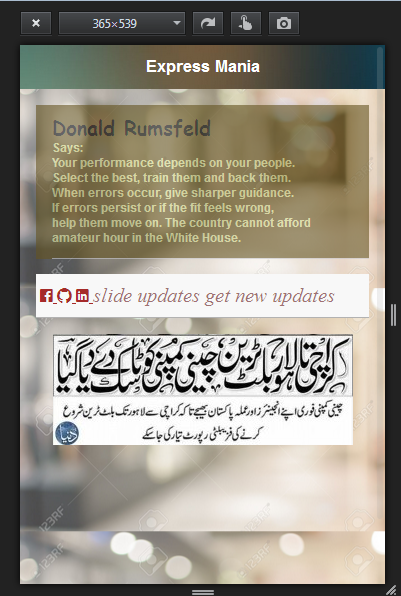 365×539
Express Mania
Donald Rumsfeld
Says:
Your performance depends on your people.
Select the best, train them and back them.
When errors occur, give sharper guidance.
If errors persist or if the fit feels wrong,
help them move on. The country cannot afford
amateur hour in the White House.
slide updates get new updates
کراچی تا لاہور بلٹ ٹرین چینی کمپنی کو ٹاسک دے دیا گیا
چینی کمپنی فوری اپنے انجینئرز اور عملہ پاکستان بھیجے تاکہ کراچی سے لاہور تک بلٹ ٹرین شروع
کرنے کی فزیبلٹی رپورٹ تیار کی جا سکے
دنیا
123RF
123RF
123RF
123RF